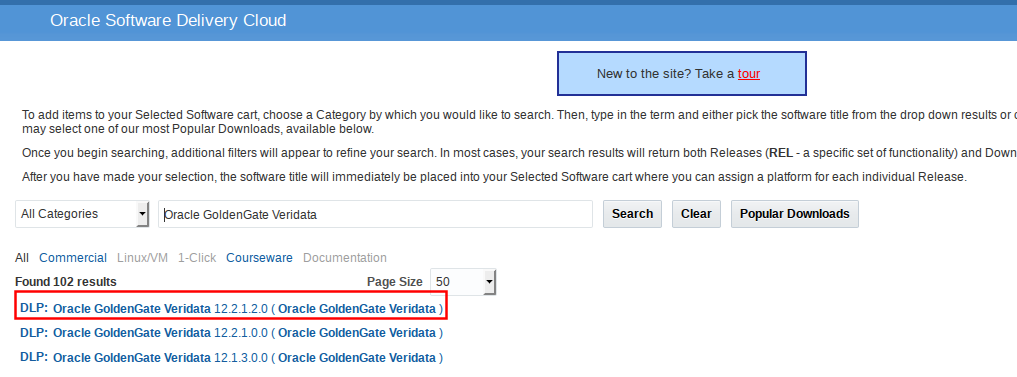 Oracle Software Delivery Cloud
New to the site? Take a tour
To add items to your Selected Software cart, choose a Category by which you would like to search. Then, type in the term and either pick the software title from the drop down results or
may select one of our most Popular Downloads, available below.
Once you begin searching, additional filters will appear to refine your search. In most cases, your search results will return both Releases (REL - a specific set of functionality) and Down
After you have made your selection, the software title will immediately be placed into your Selected Software cart where you can assign a platform for each individual Release.
All Categories Oracle GoldenGate Veridata Search Clear Popular Downloads
All Commercial Linux/VM 1-Click Courseware Documentation
Found 102 results Page Size 50
DLP: Oracle GoldenGate Veridata 12.2.1.2.0 ( Oracle GoldenGate Veridata )
DLP: Oracle GoldenGate Veridata 12.2.1.0.0 ( Oracle GoldenGate Veridata )
DLP: Oracle GoldenGate Veridata 12.1.3.0.0 ( Oracle GoldenGate Veridata )